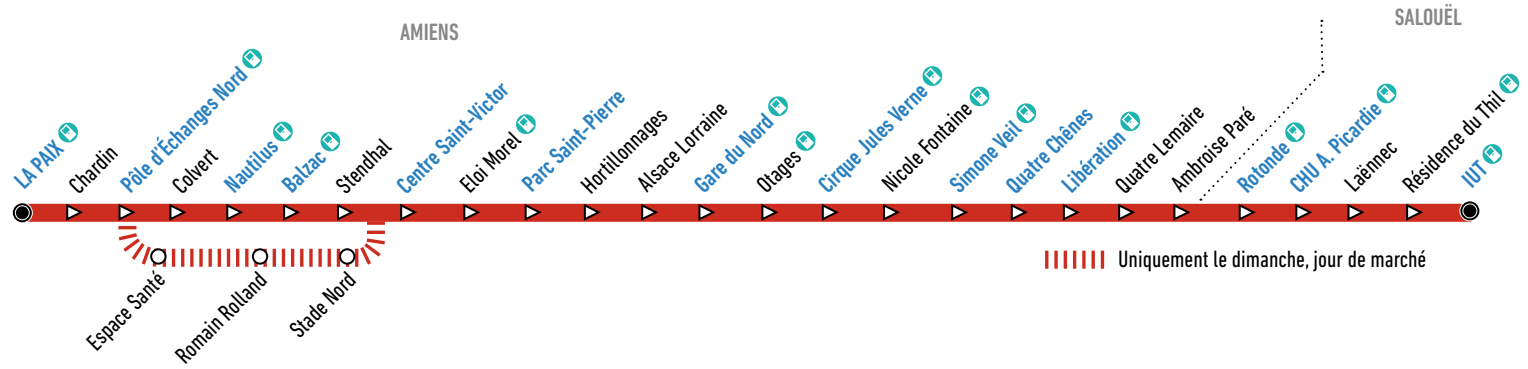 AMIENS
SALOUËL
LA PAIX
Chardin
Pôle d'Échanges Nord
Colvert
Nautilus
Balzac
Stendhal
Centre Saint-Victor
Eloi Morel
Parc Saint-Pierre
Hortillonnages
Alsace Lorraine
Gare du Nord
Otages
Cirque Jules Verne
Nicole Fontaine
Simone Veil
Quatre Chênes
Libération
Quatre Lemaire
Ambroise Paré
Rotonde
CHU A. Picardie
Laënnec
Résidence du Thil
IUT
Espace Santé
Romain Rolland
Stade Nord
Uniquement le dimanche, jour de marché